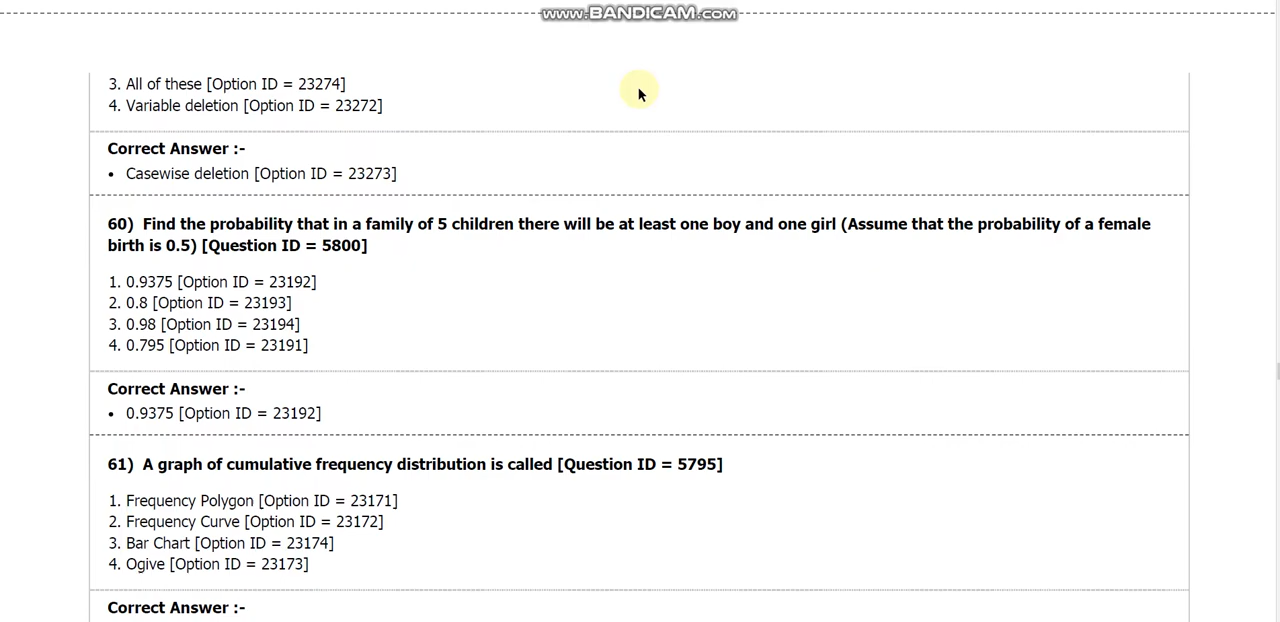 www.BANDICAM.com
3. All of these [Option ID = 23274]
4. Variable deletion [Option ID = 23272]
Correct Answer :-
• Casewise deletion [Option ID = 23273]
60) Find the probability that in a family of 5 children there will be at least one boy and one girl (Assume that the probability of a female
birth is 0.5) [Question ID = 5800]
1. 0.9375 [Option ID = 23192]
2. 0.8 [Option ID = 23193]
3. 0.98 [Option ID = 23194]
4. 0.795 [Option ID = 23191]
Correct Answer :-
• 0.9375 [Option ID = 23192]
61) A graph of cumulative frequency distribution is called [Question ID = 5795]
1. Frequency Polygon [Option ID = 23171]
2. Frequency Curve [Option ID = 23172]
3. Bar Chart [Option ID = 23174]
4. Ogive [Option ID = 23173]
Correct Answer :-